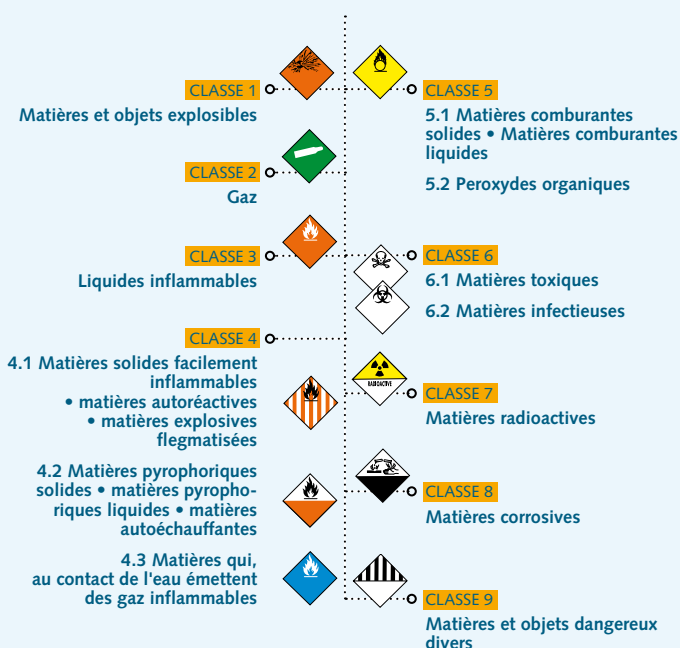 CLASSE 1
Matières et objets explosibles
CLASSE 2
Gaz
CLASSE 3
Liquides inflammables
CLASSE 4
4.1 Matières solides facilement
inflammables
• matières autoréactives
• matières explosives
flegmatisées
4.2 Matières pyrophoriques
solides • matières pyropho-
riques liquides • matières
autoéchauffantes
4.3 Matières qui,
au contact de l'eau émettent
des gaz inflammables
CLASSE 5
5.1 Matières comburantes
solides • Matières comburantes
liquides
5.2 Peroxydes organiques
CLASSE 6
6.1 Matières toxiques
6.2 Matières infectieuses
RADIOACTIVE
CLASSE 7
Matières radioactives
CLASSE 8
Matières corrosives
CLASSE 9
Matières et objets dangereux
divers